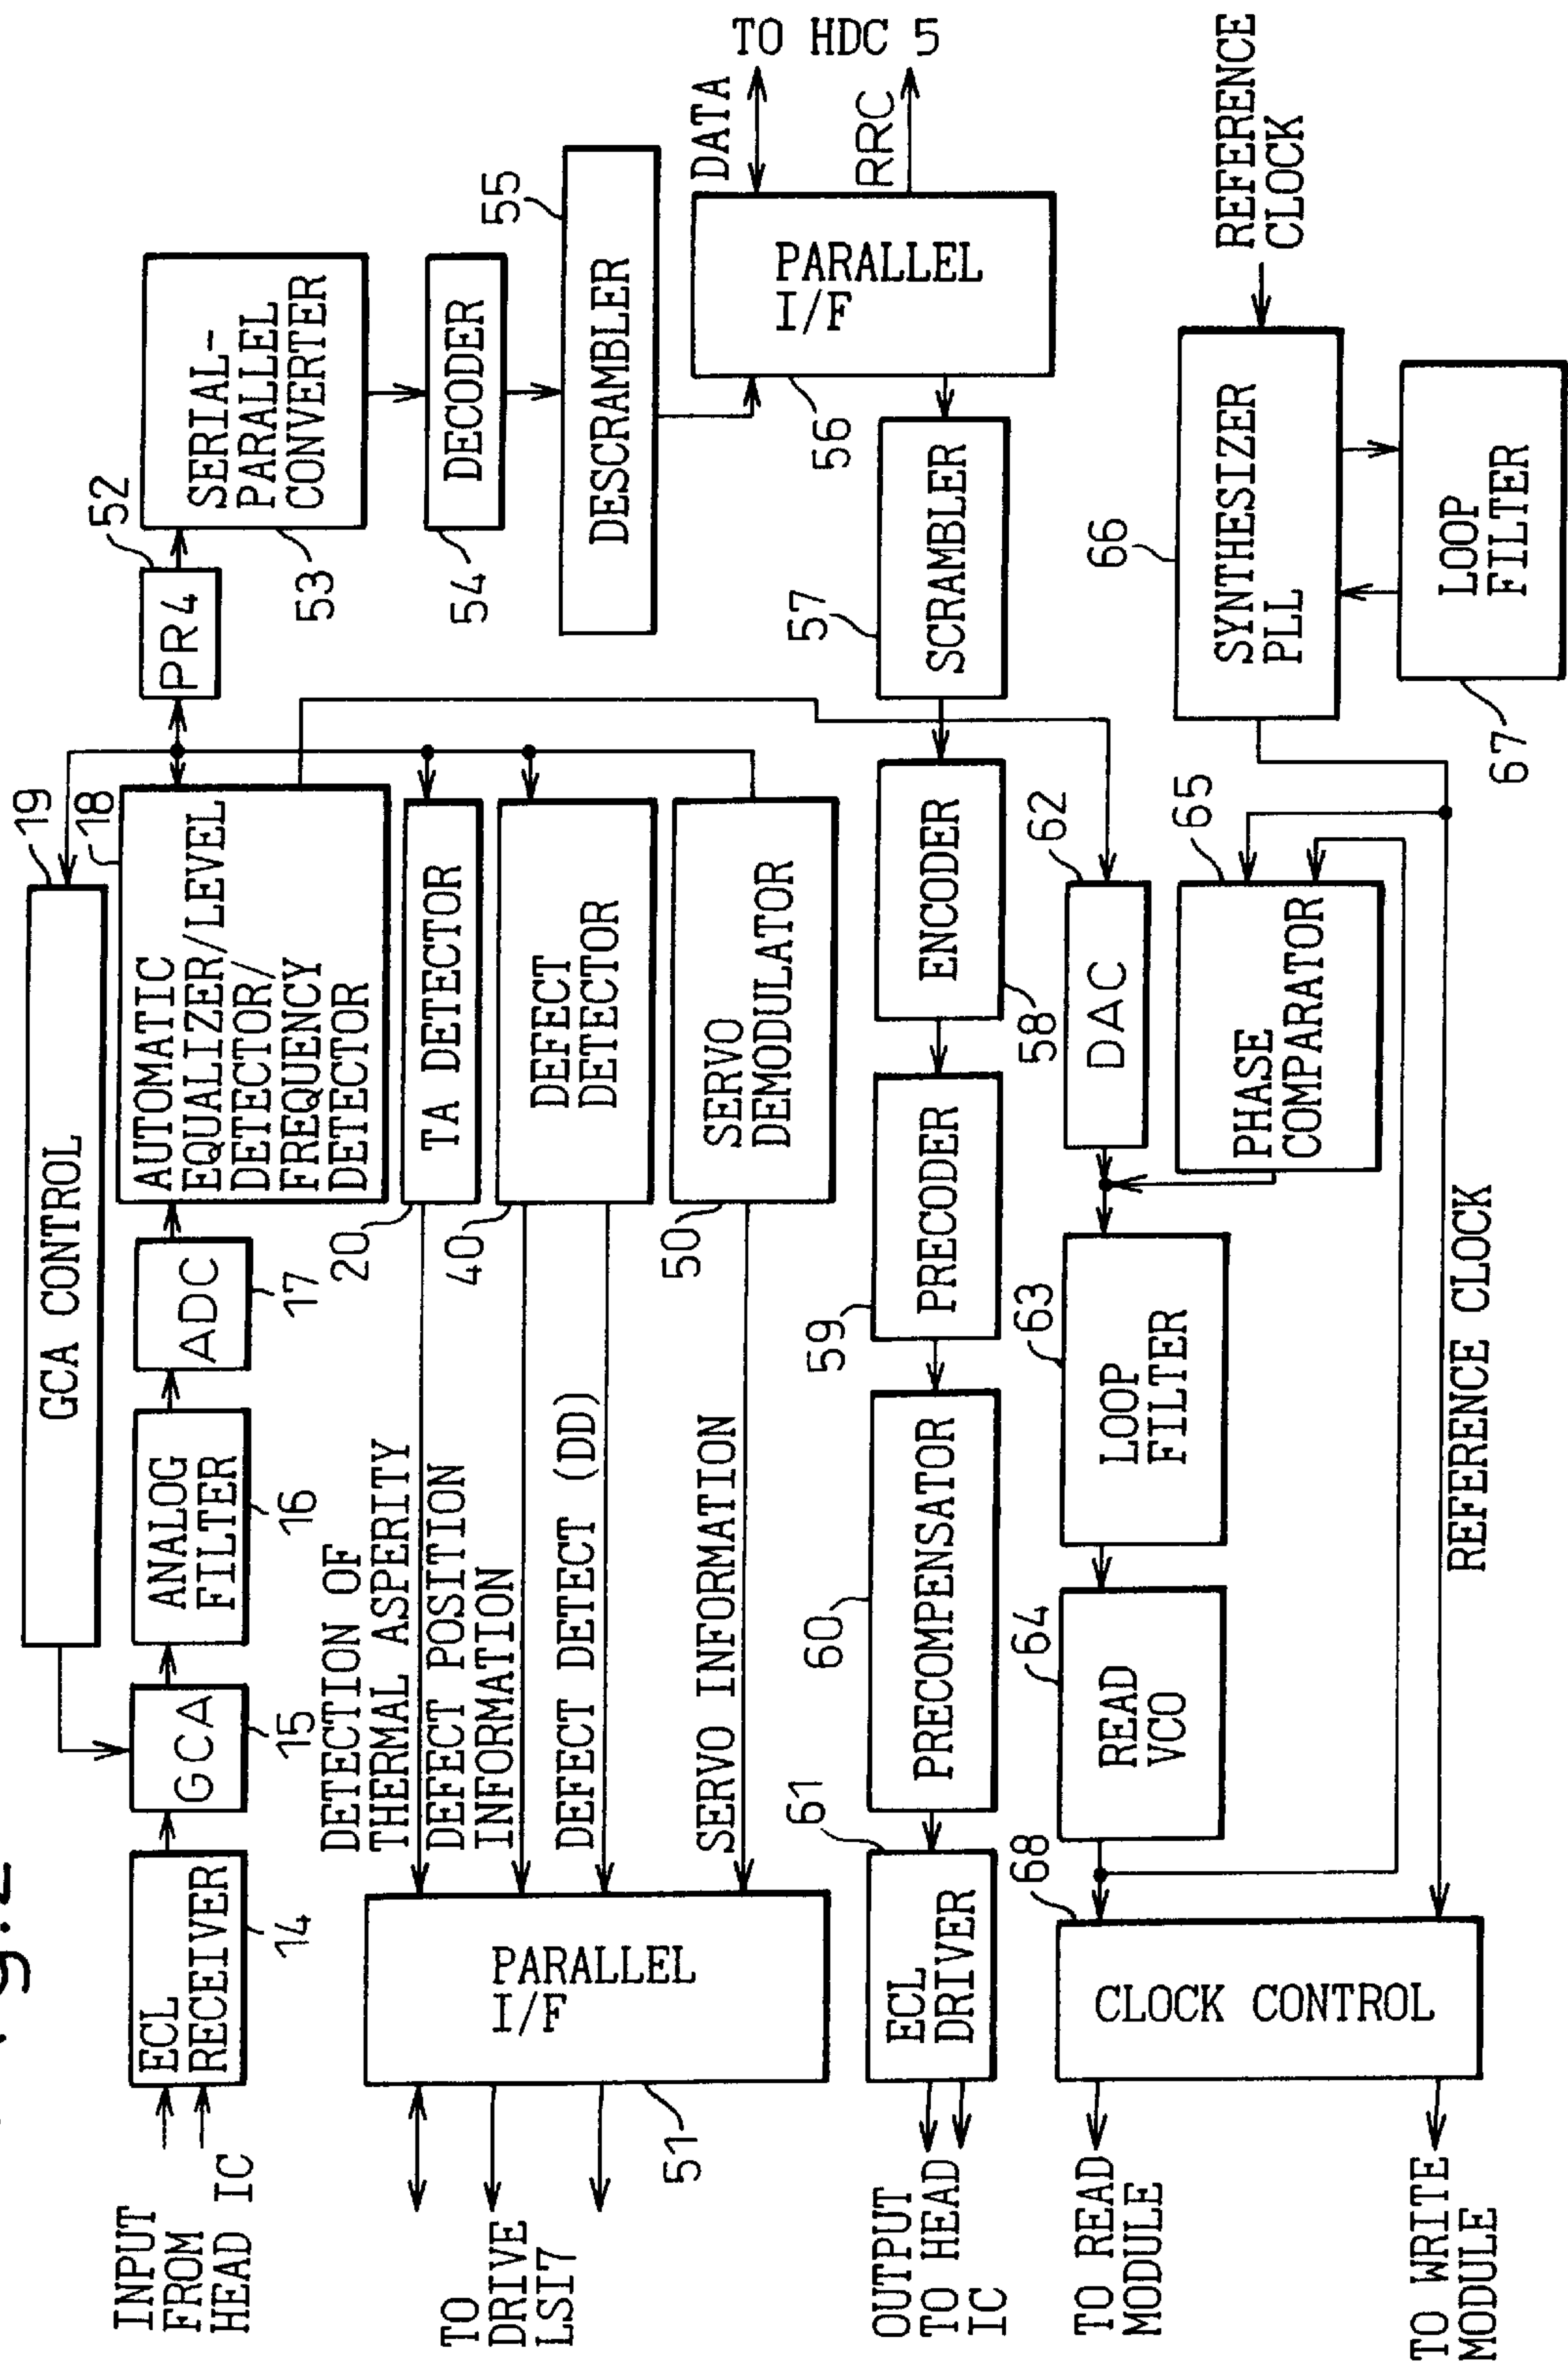 INPUT
FROM
HEAD IC
ECL
RECEIVER
14
GCA
15
ANALOG
FILTER
16
ADC
17
GCA CONTROL
19
18
AUTOMATIC
EQUALIZER/LEVEL
DETECTOR/
FREQUENCY
DETECTOR
PR4
52
SERIAL-
PARALLEL
CONVERTER
53
DECODER
54
DESCRAMBLER
55
TO
DRIVE
LSI7
PARALLEL
I/F
51
DETECTION OF
THERMAL ASPERITY
DEFECT POSITION
INFORMATION
DEFECT DETECT (DD)
SERVO INFORMATION
20
TA DETECTOR
40
DEFECT
DETECTOR
50
SERVO
DEMODULATOR
PARALLEL
I/F
56
DATA
RRC
TO HDC 5
OUTPUT
TO HEAD
IC
ECL
DRIVER
61
PRECOMPENSATOR
60
PRECODER
59
ENCODER
58
SCRAMBLER
57
TO READ
MODULE
TO WRITE
MODULE
CLOCK CONTROL
68
READ
VCO
64
LOOP
FILTER
63
DAC
62
PHASE
COMPARATOR
65
REFERENCE CLOCK
SYNTHESIZER
PLL
66
LOOP
FILTER
67
REFERENCE
CLOCK